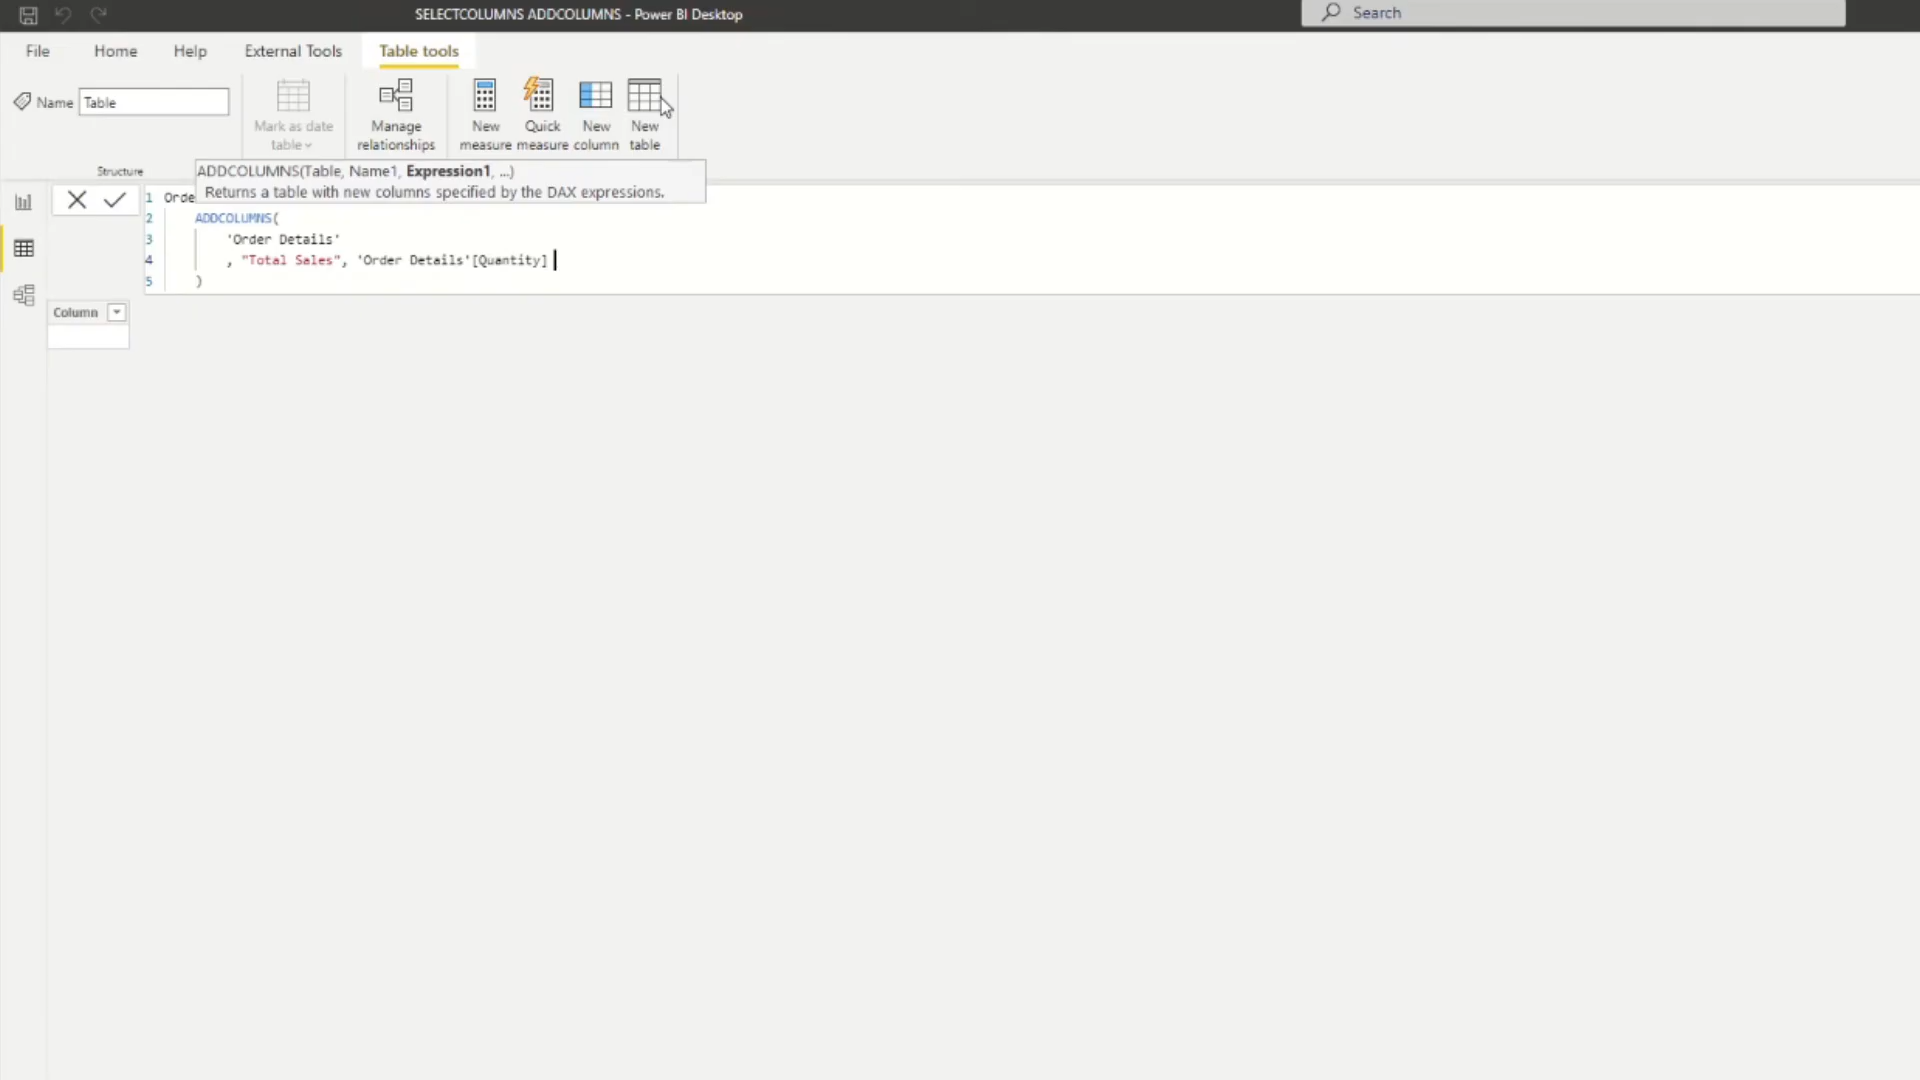 SELECTCOLUMNS ADDCOLUMNS - Power BI Desktop
Search
File Home Help External Tools Table tools
Name Table
Mark as date table
Manage relationships
New measure
Quick measure
New column
New table
Structure
ADDCOLUMNS(Table, Name1, Expression1, ...)
Returns a table with new columns specified by the DAX expressions.
1 Orde
2 ADDCOLUMNS(
3 'Order Details'
4 , "Total Sales", 'Order Details'[Quantity]
5 )
Column